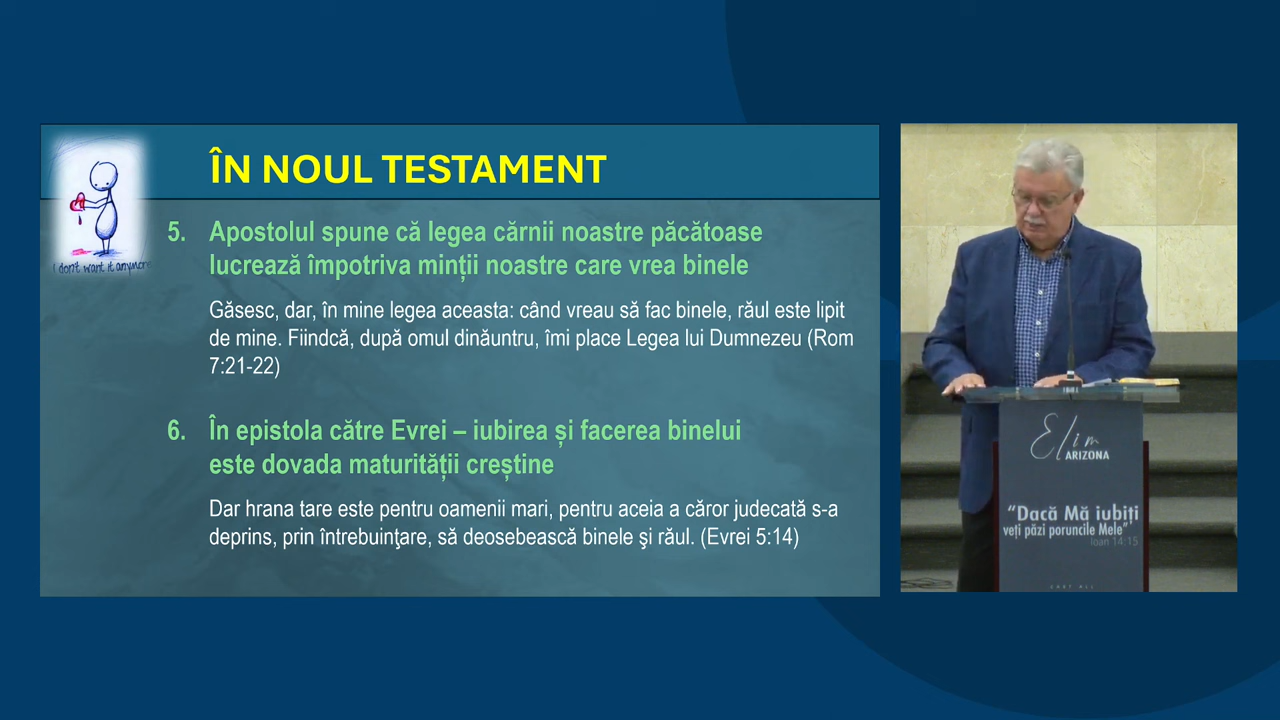 ÎN NOUL TESTAMENT
I don't want it anymore
5. Apostolul spune că legea cărnii noastre păcătoase
lucrează împotriva minții noastre care vrea binele
Găsesc, dar, în mine legea aceasta: când vreau să fac binele, răul este lipit
de mine. Fiindcă, după omul dinăuntru, îmi place Legea lui Dumnezeu (Rom
7:21-22)
6. În epistola către Evrei – iubirea și facerea binelui
este dovada maturității creștine
Dar hrana tare este pentru oamenii mari, pentru aceia a căror judecată s-a
deprins, prin întrebuinţare, să deosebească binele şi răul. (Evrei 5:14)
Elim
ARIZONA
“Dacă Mă iubiți
veți păzi poruncile Mele”
Ioan 14:15